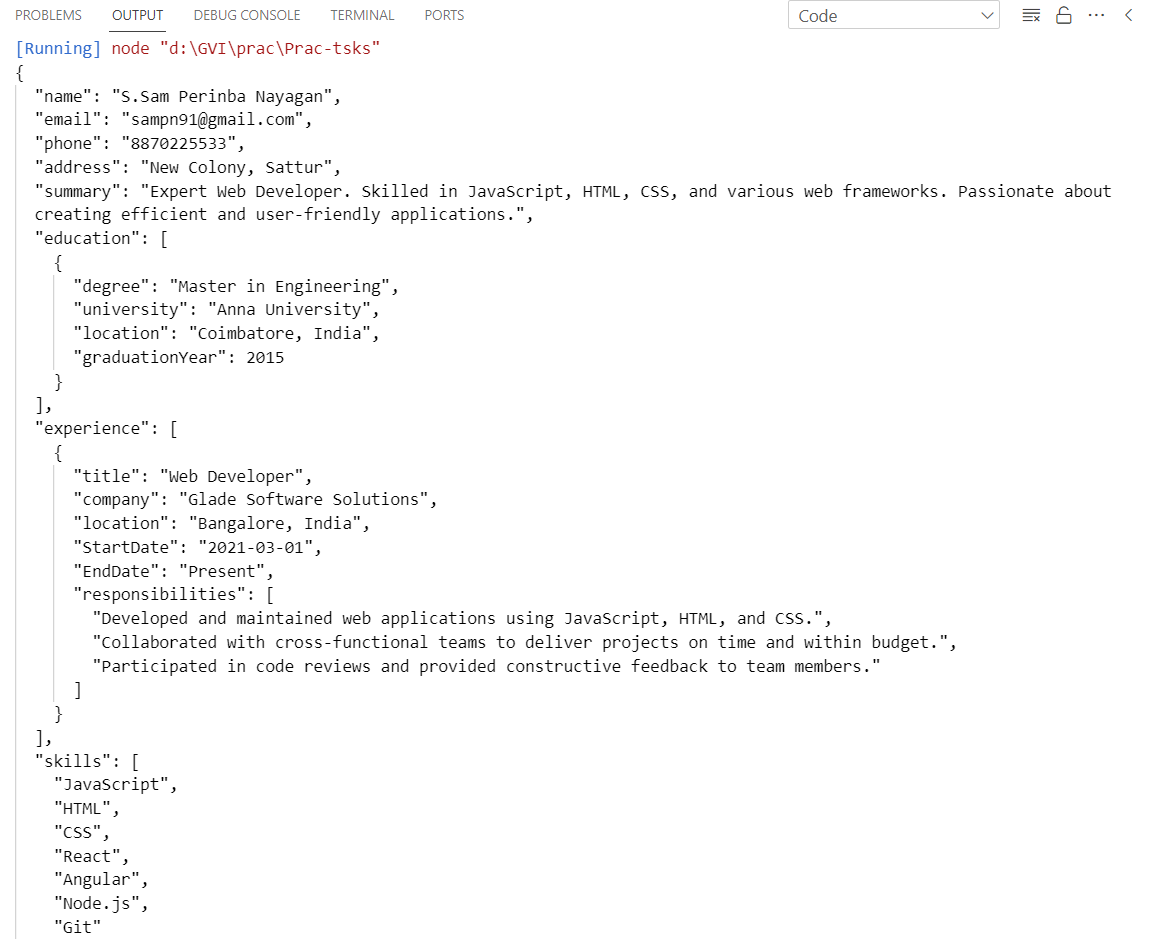 PROBLEMS OUTPUT DEBUG CONSOLE TERMINAL PORTS Code
[Running] node "d:\GVI\prac\Prac-tsks"
{
  "name": "S.Sam Perinba Nayagan",
  "email": "sampn91@gmail.com",
  "phone": "8870225533",
  "address": "New Colony, Sattur",
  "summary": "Expert Web Developer. Skilled in JavaScript, HTML, CSS, and various web frameworks. Passionate about
  creating efficient and user-friendly applications.",
  "education": [
    {
      "degree": "Master in Engineering",
      "university": "Anna University",
      "location": "Coimbatore, India",
      "graduationYear": 2015
    }
  ],
  "experience": [
    {
      "title": "Web Developer",
      "company": "Glade Software Solutions",
      "location": "Bangalore, India",
      "StartDate": "2021-03-01",
      "EndDate": "Present",
      "responsibilities": [
        "Developed and maintained web applications using JavaScript, HTML, and CSS.",
        "Collaborated with cross-functional teams to deliver projects on time and within budget.",
        "Participated in code reviews and provided constructive feedback to team members."
      ]
    }
  ],
  "skills": [
    "JavaScript",
    "HTML",
    "CSS",
    "React",
    "Angular",
    "Node.js",
    "Git"